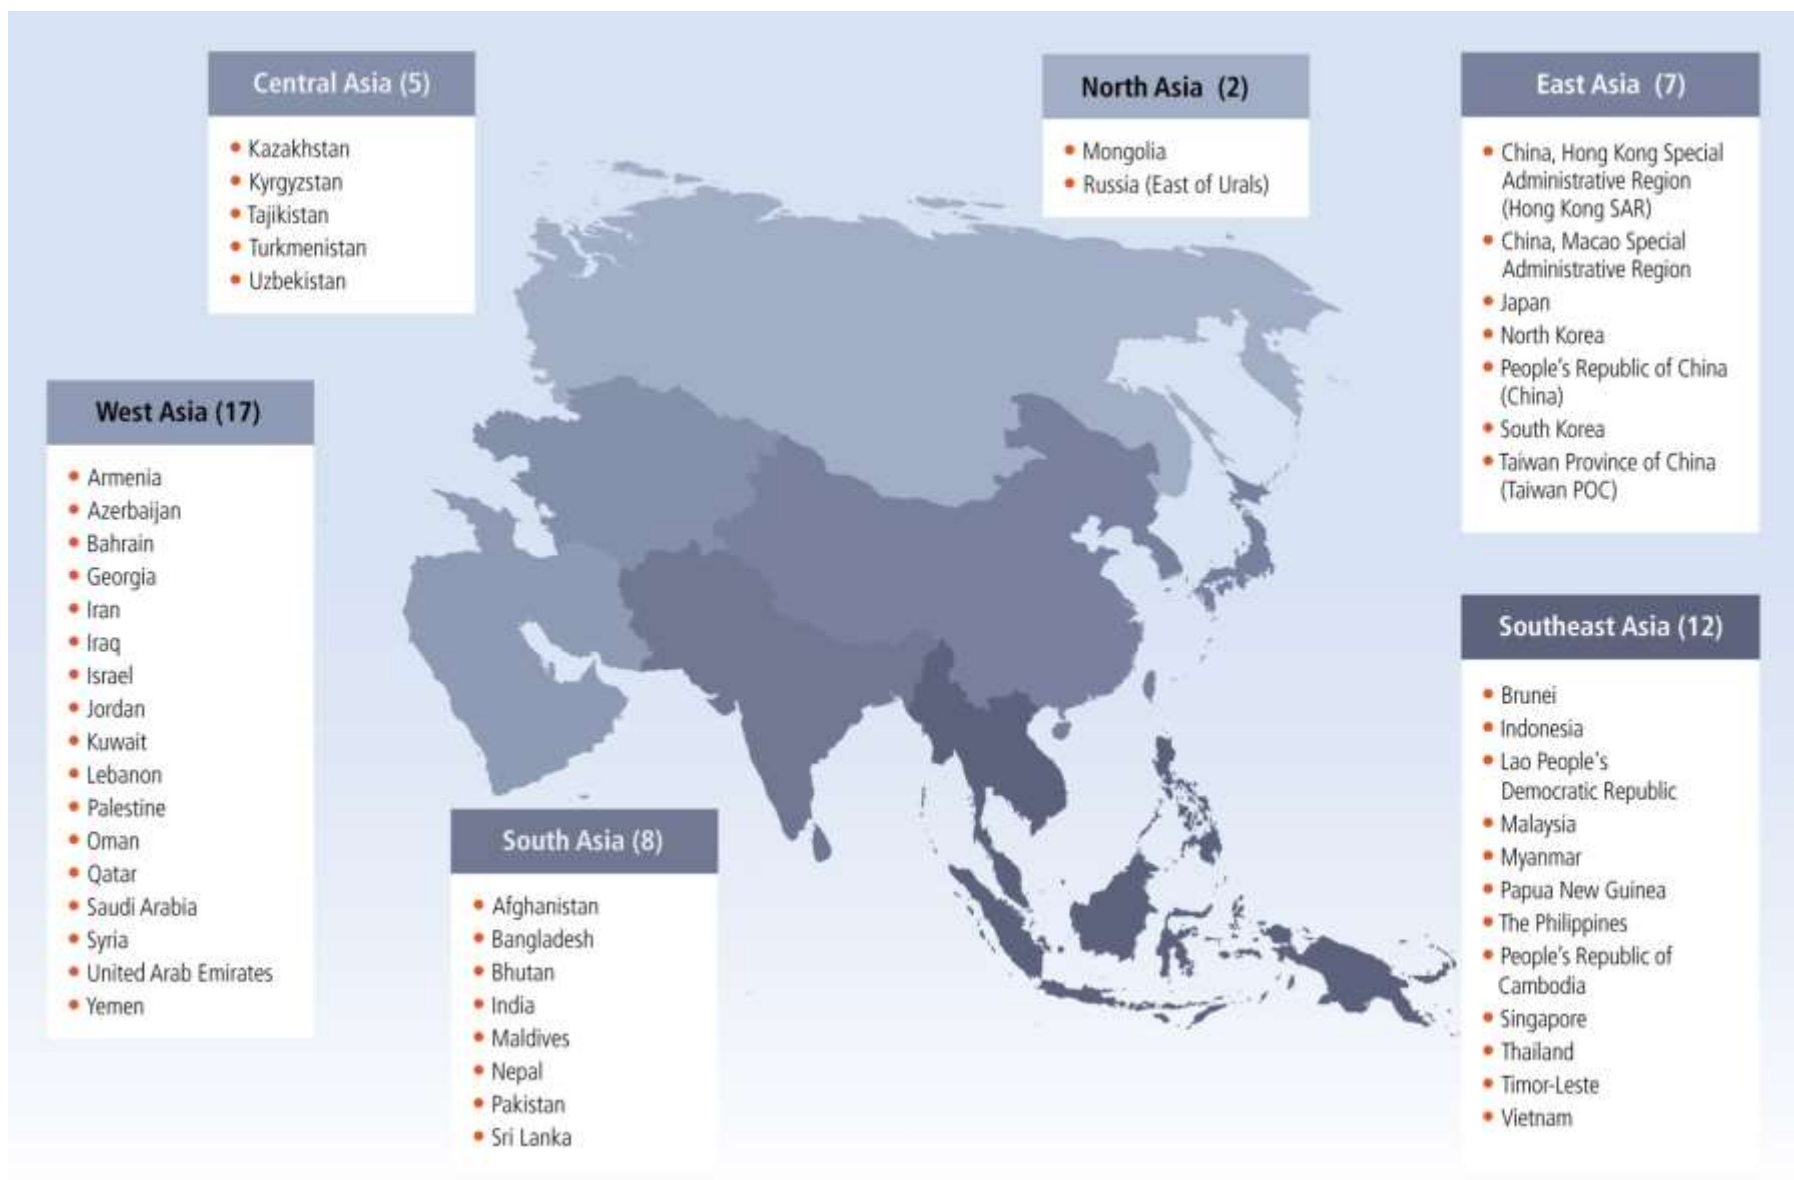 Central Asia (5)
• Kazakhstan
• Kyrgyzstan
• Tajikistan
• Turkmenistan
• Uzbekistan
North Asia (2)
• Mongolia
• Russia (East of Urals)
East Asia (7)
• China, Hong Kong Special
Administrative Region
(Hong Kong SAR)
• China, Macao Special
Administrative Region
• Japan
• North Korea
• People's Republic of China
(China)
• South Korea
• Taiwan Province of China
(Taiwan POC)
West Asia (17)
• Armenia
• Azerbaijan
• Bahrain
• Georgia
• Iran
• Iraq
• Israel
• Jordan
• Kuwait
• Lebanon
• Palestine
• Oman
• Qatar
• Saudi Arabia
• Syria
• United Arab Emirates
• Yemen
South Asia (8)
• Afghanistan
• Bangladesh
• Bhutan
• India
• Maldives
• Nepal
• Pakistan
• Sri Lanka
Southeast Asia (12)
• Brunei
• Indonesia
• Lao People's
Democratic Republic
• Malaysia
• Myanmar
• Papua New Guinea
• The Philippines
• People's Republic of
Cambodia
• Singapore
• Thailand
• Timor-Leste
• Vietnam